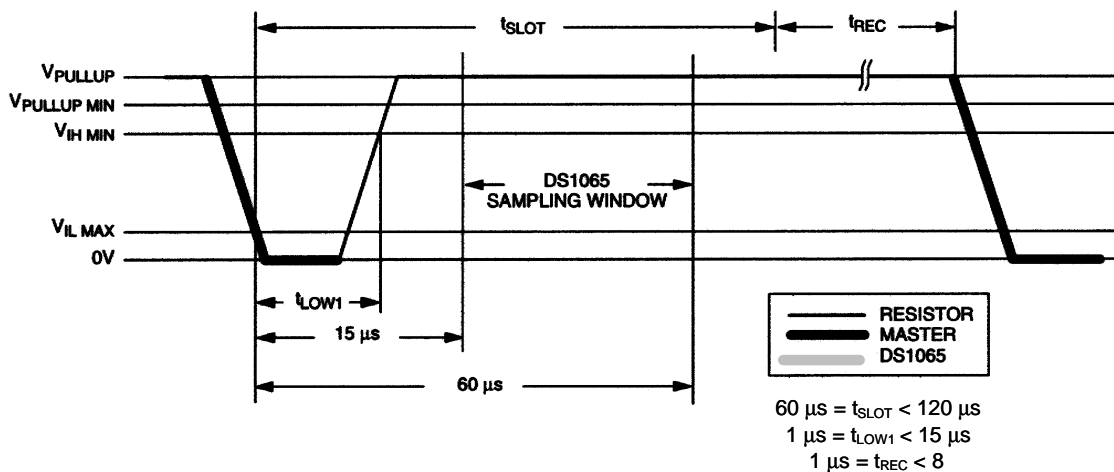 tSLOT
tREC
VPULLUP
VPULLUP MIN
VIH MIN
DS1065
SAMPLING WINDOW
VIL MAX
0V
tLOW1
15 μs
60 μs
RESISTOR
MASTER
DS1065
60 μs = tSLOT < 120 μs
1 μs = tLOW1 < 15 μs
1 μs = tREC < 8